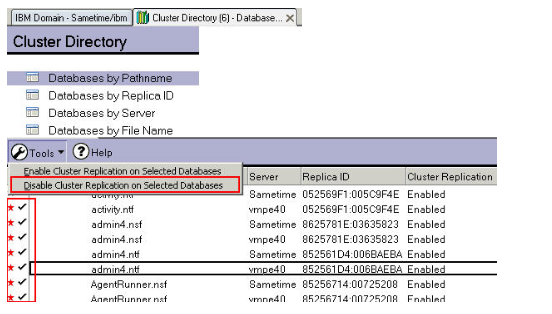 IBM Domain - Sametime/ibm Cluster Directory (6) - Database...
Cluster Directory
Databases by Pathname
Databases by Replica ID
Databases by Server
Databases by File Name
Tools Help
Enable Cluster Replication on Selected Databases
Disable Cluster Replication on Selected Databases
Server Replica ID Cluster Replication
activity.ntf Sametime 052569F1:005C9F4E Enabled
activity.ntf vmpe40 052569F1:005C9F4E Enabled
admin4.nsf Sametime 8625781E:03635823 Enabled
admin4.nsf vmpe40 8625781E:03635823 Enabled
admin4.ntf Sametime 852561D4:006BAEBA Enabled
admin4.ntf vmpe40 852561D4:006BAEBA Enabled
AgentRunner.nsf Sametime 85256714:00725208 Enabled
AgentRunner.nsf vmpe40 85256714:00725208 Enabled